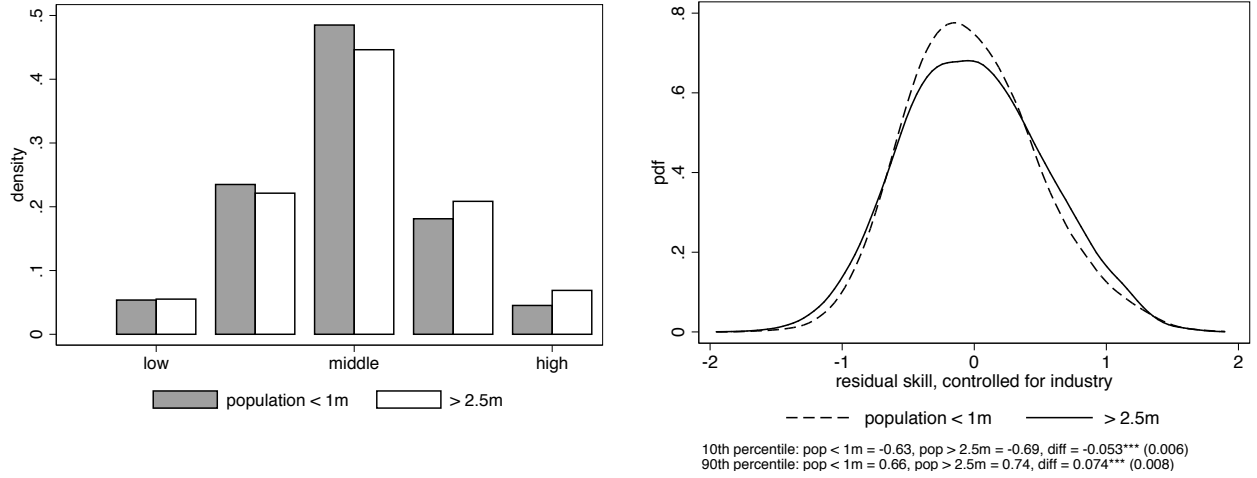 density
.5
.4
.3
.2
.1
0
low middle high
population < 1m > 2.5m
pdf
.8
.6
.4
.2
0
-2 -1 0 1 2
residual skill, controlled for industry
population < 1m > 2.5m
10th percentile: pop < 1m = -0.63, pop > 2.5m = -0.69, diff = -0.053*** (0.006)
90th percentile: pop < 1m = 0.66, pop > 2.5m = 0.74, diff = 0.074*** (0.008)